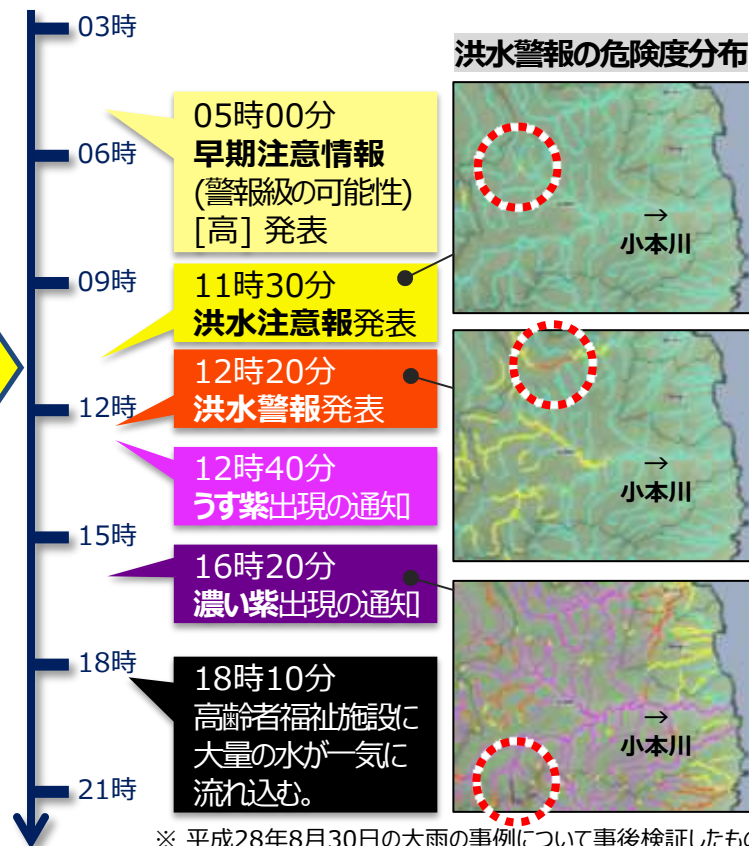 03時
06時
09時
12時
15時
18時
21時
05時00分
早期注意情報
(警報級の可能性)
[高] 発表
11時30分
洪水注意報発表
12時20分
洪水警報発表
12時40分
うす紫出現の通知
16時20分
濃い紫出現の通知
18時10分
高齢者福祉施設に
大量の水が一気に
流れ込む。
洪水警報の危険度分布
→
小本川
→
小本川
→
小本川
※ 平成28年8月30日の大雨の事例について事後検証したもの